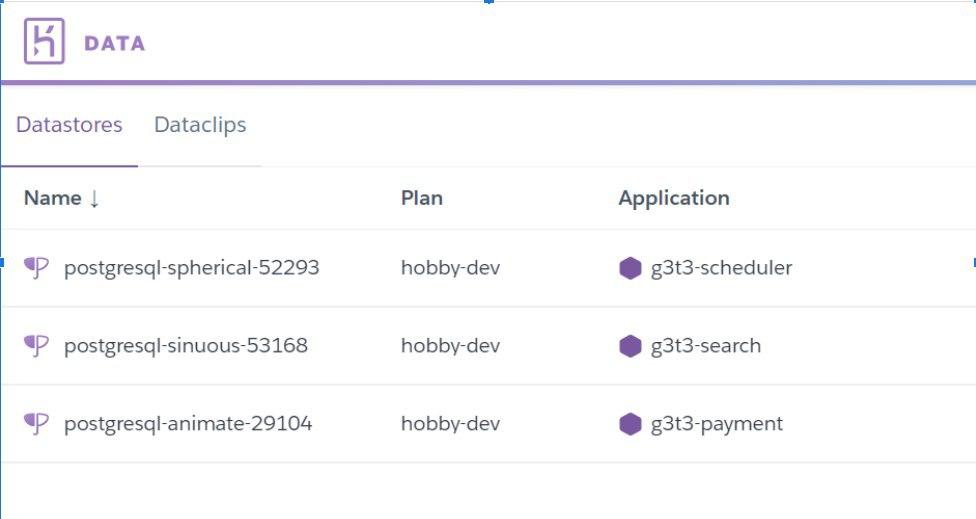 DATA
Datastores Dataclips
Name ↓ Plan Application
postgresql-spherical-52293 hobby-dev g3t3-scheduler
postgresql-sinuous-53168 hobby-dev g3t3-search
postgresql-animate-29104 hobby-dev g3t3-payment